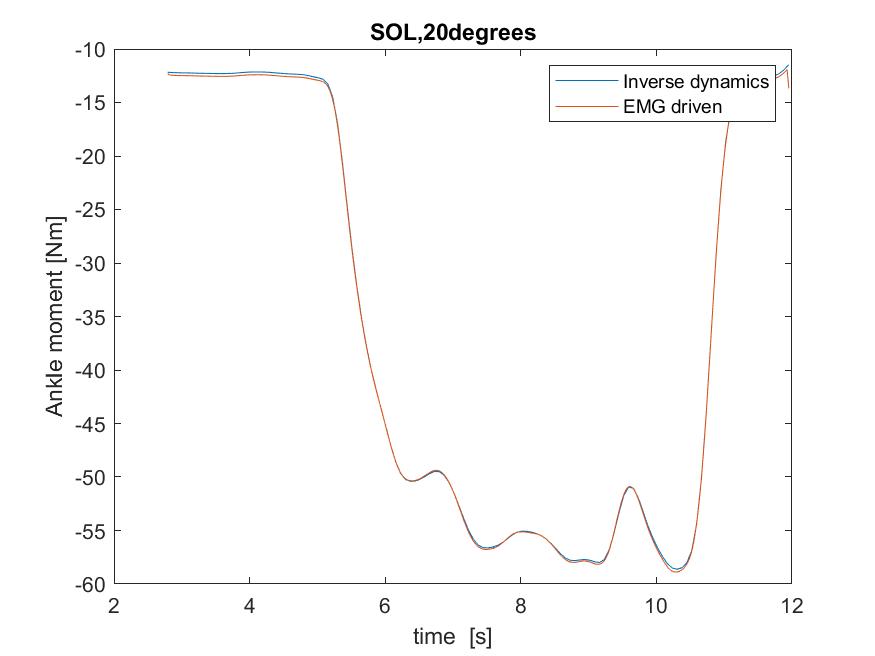 SOL,20degrees
-10
-15
-20
-25
-30
-35
-40
-45
-50
-55
-60
Ankle moment [Nm]
Inverse dynamics
EMG driven
2 4 6 8 10 12
time [s]